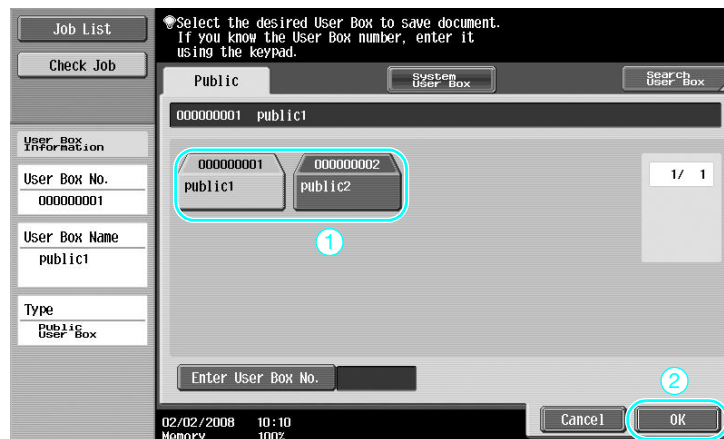 Job List
Check Job
Select the desired User Box to save document.
If you know the User Box number, enter it
using the keypad.
Public
System
User Box
Search
User Box
000000001 public1
User Box
Information
User Box No.
000000001
User Box Name
public1
Type
Public
User Box
000000001
public1
000000002
public2
1/ 1
1
Enter User Box No.
2
02/02/2008 10:10
Memory 100%
Cancel
OK